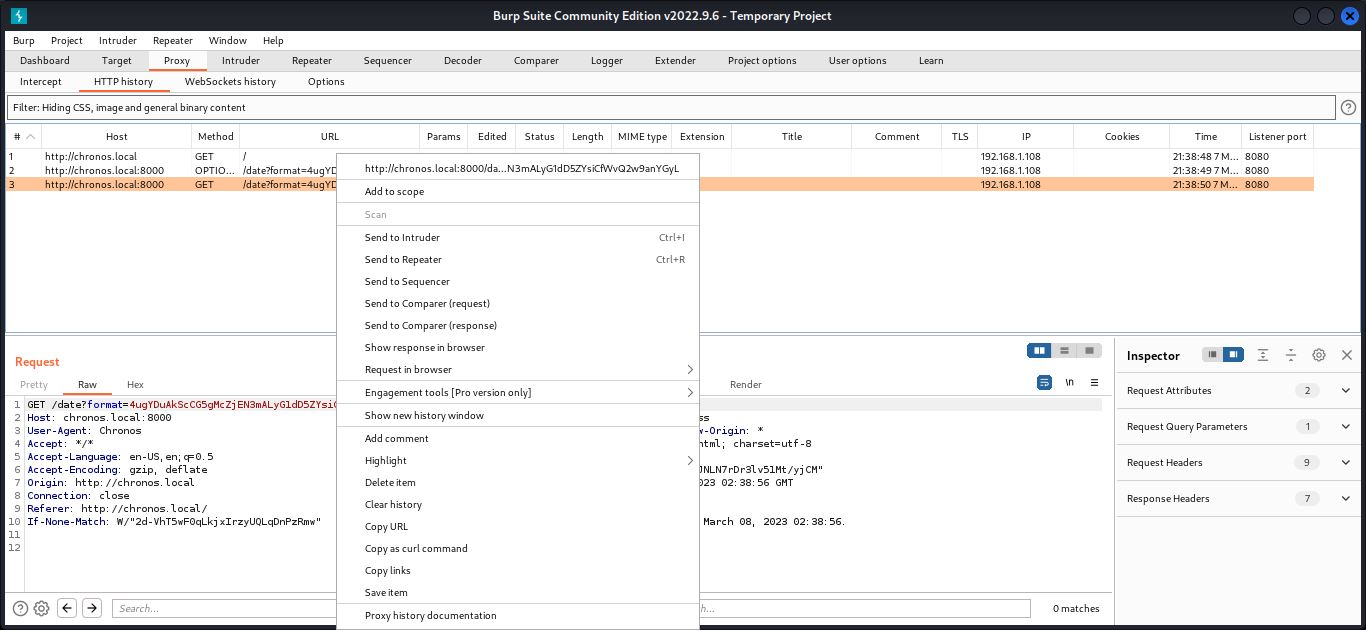 Burp Suite Community Edition v2022.9.6 - Temporary Project
Burp Project Intruder Repeater Window Help
Dashboard Target Proxy Intruder Repeater Sequencer Decoder Comparer Logger Extender Project options User options Learn
Intercept HTTP history WebSockets history Options
Filter: Hiding CSS, image and general binary content
# Host Method URL Params Edited Status Length MIME type Extension Title Comment TLS IP Cookies Time Listener port
1 http://chronos.local GET / 192.168.1.108 21:38:48 7 M... 8080
2 http://chronos.local:8000 OPTIO... /date?format=4ugYD 192.168.1.108 21:38:49 7 M... 8080
3 http://chronos.local:8000 GET /date?format=4ugYD 192.168.1.108 21:38:50 7 M... 8080
http://chronos.local:8000/da...N3mALyG1dD5ZYsiCfWvQ2w9anYGyL
Add to scope
Scan
Send to Intruder Ctrl+I
Send to Repeater Ctrl+R
Send to Sequencer
Send to Comparer (request)
Send to Comparer (response)
Show response in browser
Request in browser
Engagement tools [Pro version only]
Show new history window
Add comment
Highlight
Delete item
Clear history
Copy URL
Copy as curl command
Copy links
Save item
Proxy history documentation
Request
Pretty Raw Hex
1 GET /date?format=4ugYDuAkScCG5gMcZjEN3mALyG1dD5ZYsi
2 Host: chronos.local:8000
3 User-Agent: Chronos
4 Accept: */*
5 Accept-Language: en-US,en;q=0.5
6 Accept-Encoding: gzip, deflate
7 Origin: http://chronos.local
8 Connection: close
9 Referer: http://chronos.local/
10 If-None-Match: W/"2d-VhT5wF0qLkjxIrzyUQLqDnPzRmw"
11
12
Search...
Render
\n
ss
w-Origin: *
html; charset=utf-8
JNLN7rDr3lv51Mt/yjCM"
023 02:38:56 GMT
March 08, 2023 02:38:56.
h...
0 matches
Inspector
Request Attributes 2
Request Query Parameters 1
Request Headers 9
Response Headers 7